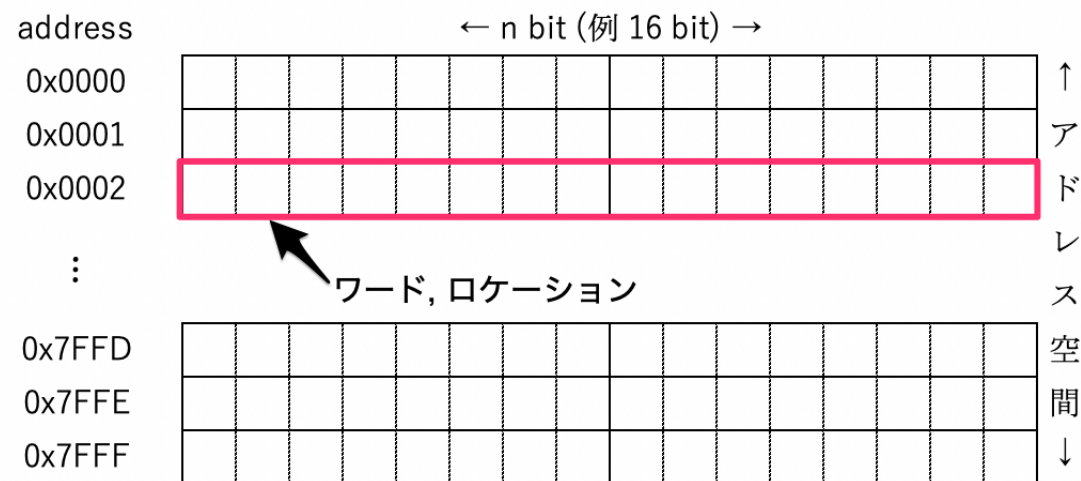 address
← n bit (例 16 bit) →
0x0000
0x0001
0x0002
⋮
ワード, ロケーション
0x7FFD
0x7FFE
0x7FFF
↑アドレス空間↓